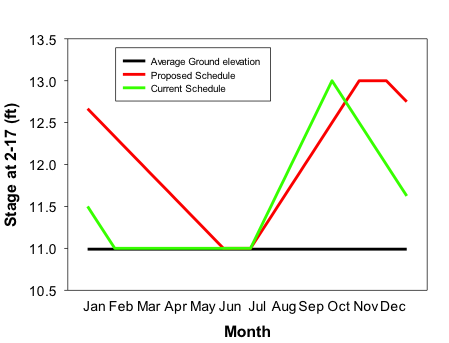 13.5
13.0
12.5
12.0
11.5
11.0
10.5
Stage at 2-17 (ft)
Average Ground elevation
Proposed Schedule
Current Schedule
Jan Feb Mar Apr May Jun Jul Aug Sep Oct Nov Dec
Month